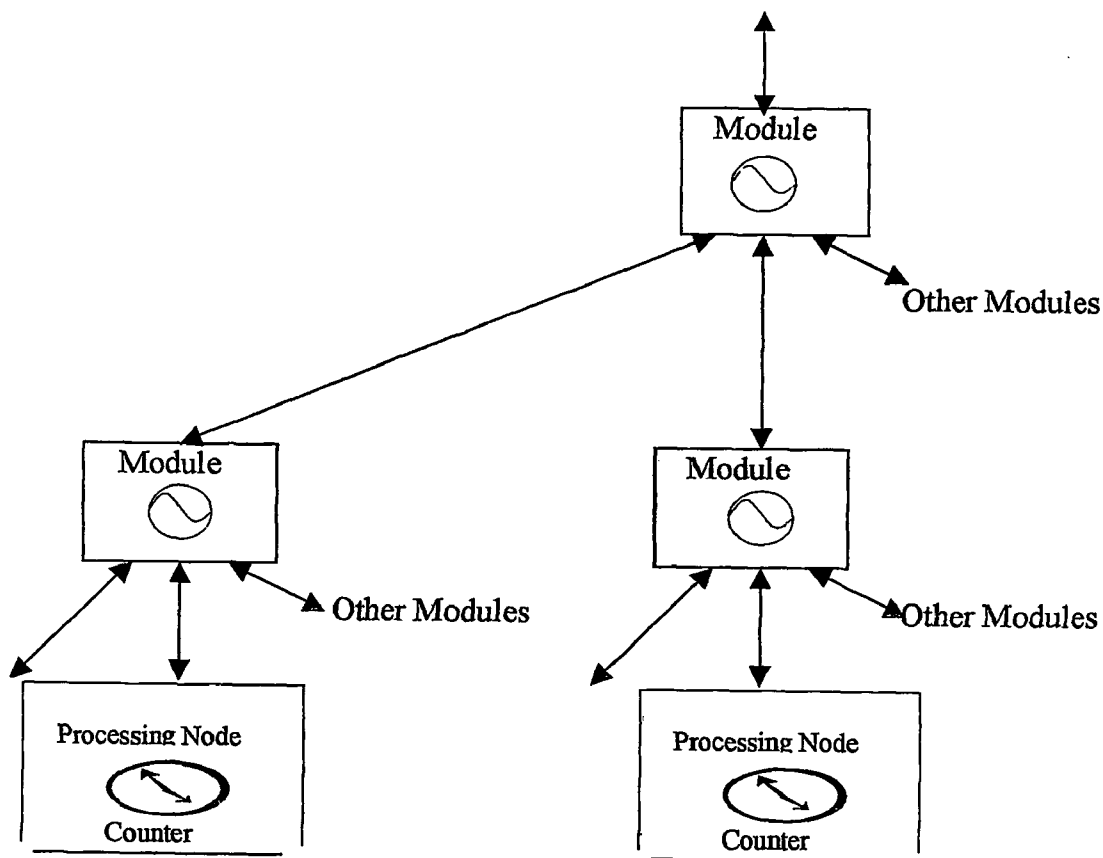 Module
Other Modules
Module
Module
Other Modules
Other Modules
Processing Node
Counter
Processing Node
Counter